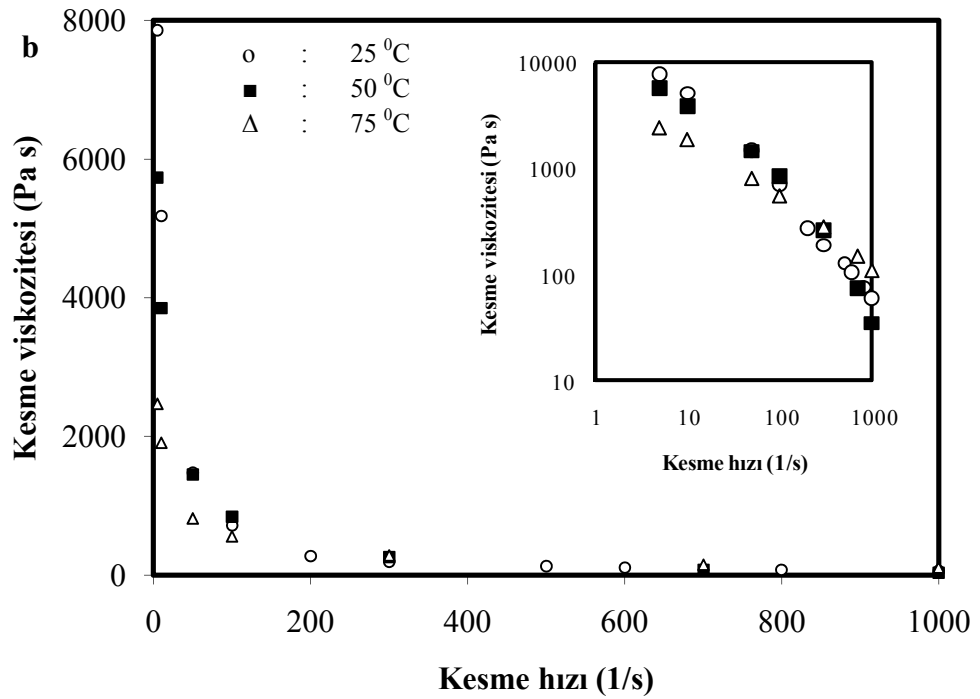 b
8000
6000
4000
2000
0
Kesme viskozitesi (Pa s)
0 200 400 600 800 1000
Kesme hızı (1/s)
: 25 ⁰C
: 50 ⁰C
: 75 ⁰C
10000
1000
100
10
Kesme viskozitesi (Pa s)
1 10 100 1000
Kesme hızı (1/s)